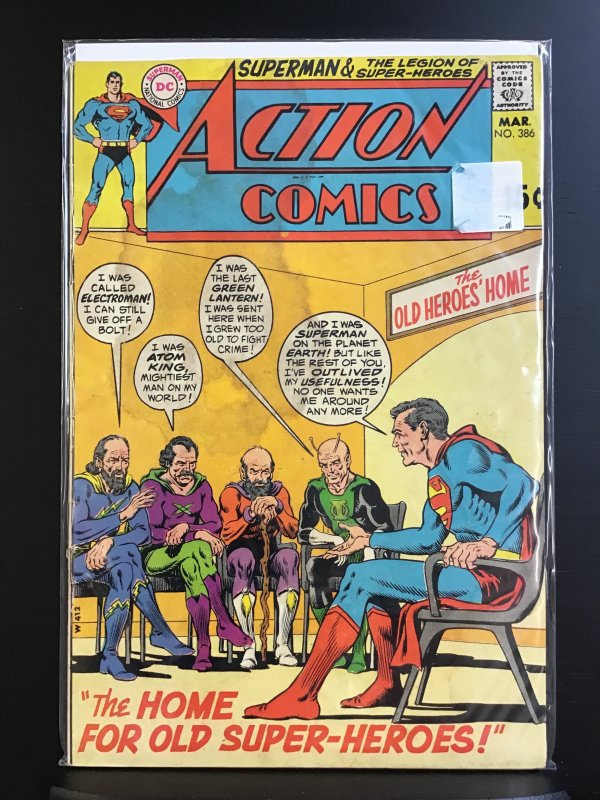 SUPERMAN & THE LEGION OF SUPER-HEROES
SUPERMAN
DC
NATIONAL COMICS
ACTION
COMICS
APPROVED
BY THE
COMICS
CODE
AUTHORITY
MAR.
NO. 386
5¢
The
OLD HEROES' HOME
I WAS
CALLED
ELECTROMAN!
I CAN STILL
GIVE OFF A
BOLT!
I WAS
ATOM
KING,
MIGHTIEST
MAN ON MY
WORLD!
I WAS
THE LAST
GREEN
LANTERN!
I WAS SENT
HERE WHEN
I GREW TOO
OLD TO FIGHT
CRIME!
AND I WAS
SUPERMAN
ON THE PLANET
EARTH! BUT LIKE
THE REST OF YOU,
I'VE OUTLIVED
MY USEFULNESS!
NO ONE WANTS
ME AROUND
ANY MORE!
W 412
"The HOME
FOR OLD SUPER-HEROES!"